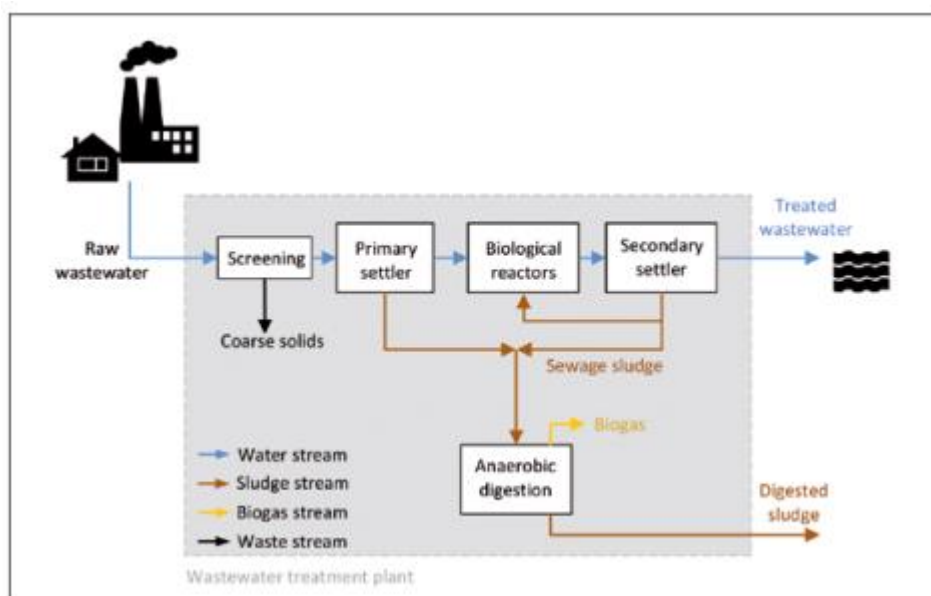 Treated
wastewater
Raw
wastewater
Screening
Primary
settler
Biological
reactors
Secondary
settler
Coarse solids
Sewage sludge
Biogas
Anaerobic
digestion
Water stream
Sludge stream
Biogas stream
Waste stream
Digested
sludge
Wastewater treatment plant